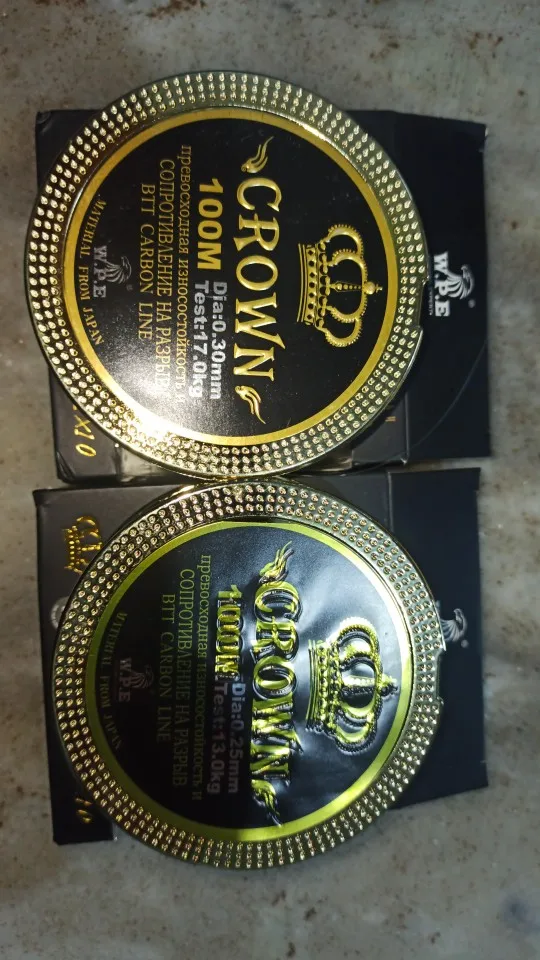 CROWN
100M
Dia:0.30mm
Test:17.0kg
превосходная износостойкость и
СОПРОТИВЛЕНИЕ НА РАЗРЫВ
BTT CARBON LINE
W.P.E
MATERIAL FROM JAPAN
W.P.E
CROWN
100M
Dia:0.25mm
Test:13.0kg
превосходная износостойкость и
СОПРОТИВЛЕНИЕ НА РАЗРЫВ
BTT CARBON LINE
W.P.E
MATERIAL FROM JAPAN